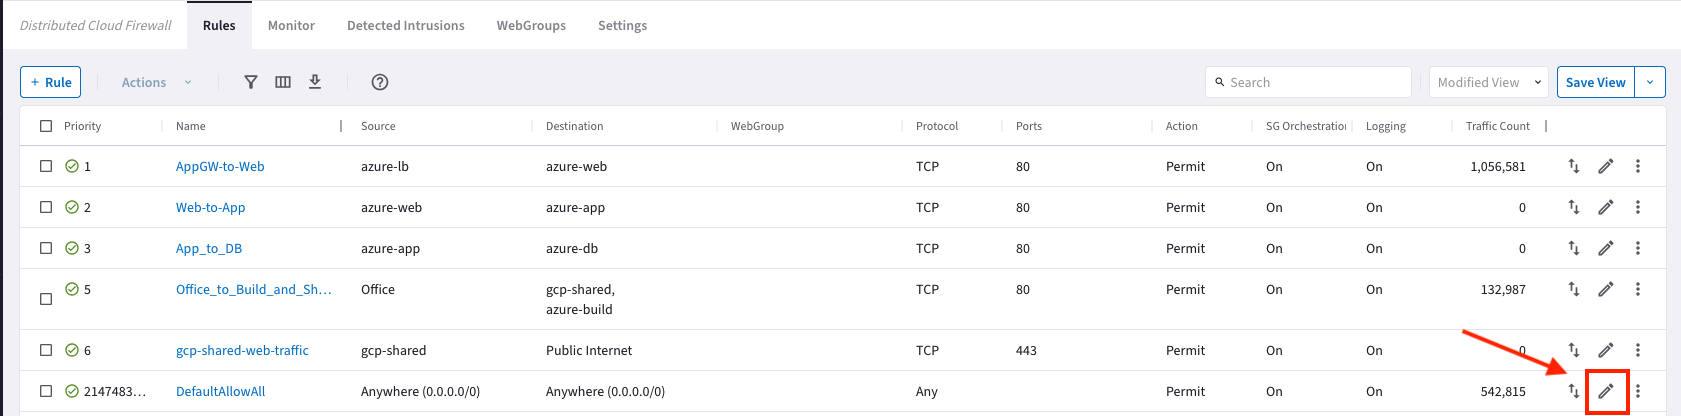 Distributed Cloud Firewall Rules Monitor Detected Intrusions WebGroups Settings
+ Rule Actions Search Modified View Save View
Priority Name Source Destination WebGroup Protocol Ports Action SG Orchestration Logging Traffic Count
1 AppGW-to-Web azure-lb azure-web TCP 80 Permit On On 1,056,581
2 Web-to-App azure-web azure-app TCP 80 Permit On On 0
3 App_to_DB azure-app azure-db TCP 80 Permit On On 0
5 Office_to_Build_and_Sh... Office gcp-shared, TCP 80 Permit On On 132,987
azure-build
6 gcp-shared-web-traffic gcp-shared Public Internet TCP 443 Permit On On 0
2147483... DefaultAllowAll Anywhere (0.0.0.0/0) Anywhere (0.0.0.0/0) Any Permit On On 542,815